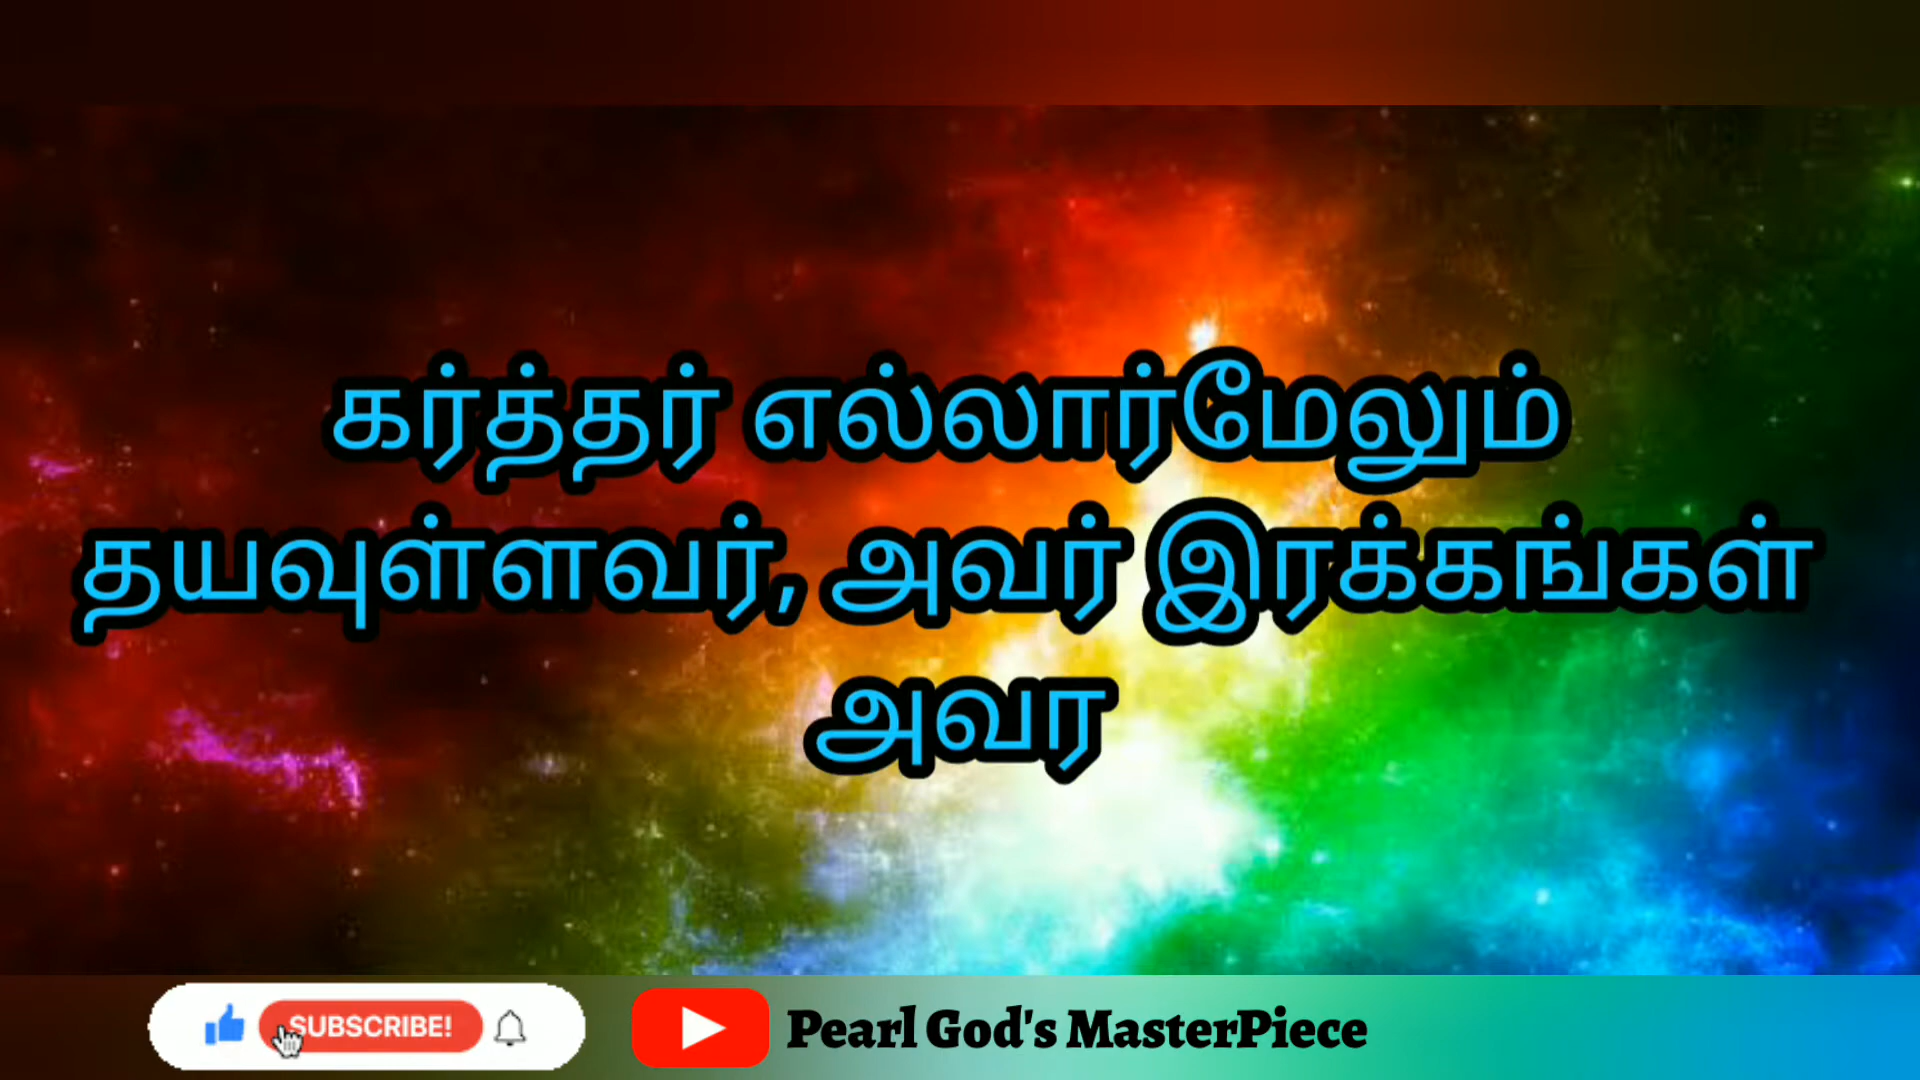 கர்த்தர் எல்லார்மேலும்
தயவுள்ளவர், அவர் இரக்கங்கள்
அவர
SUBSCRIBE!
Pearl God's MasterPiece